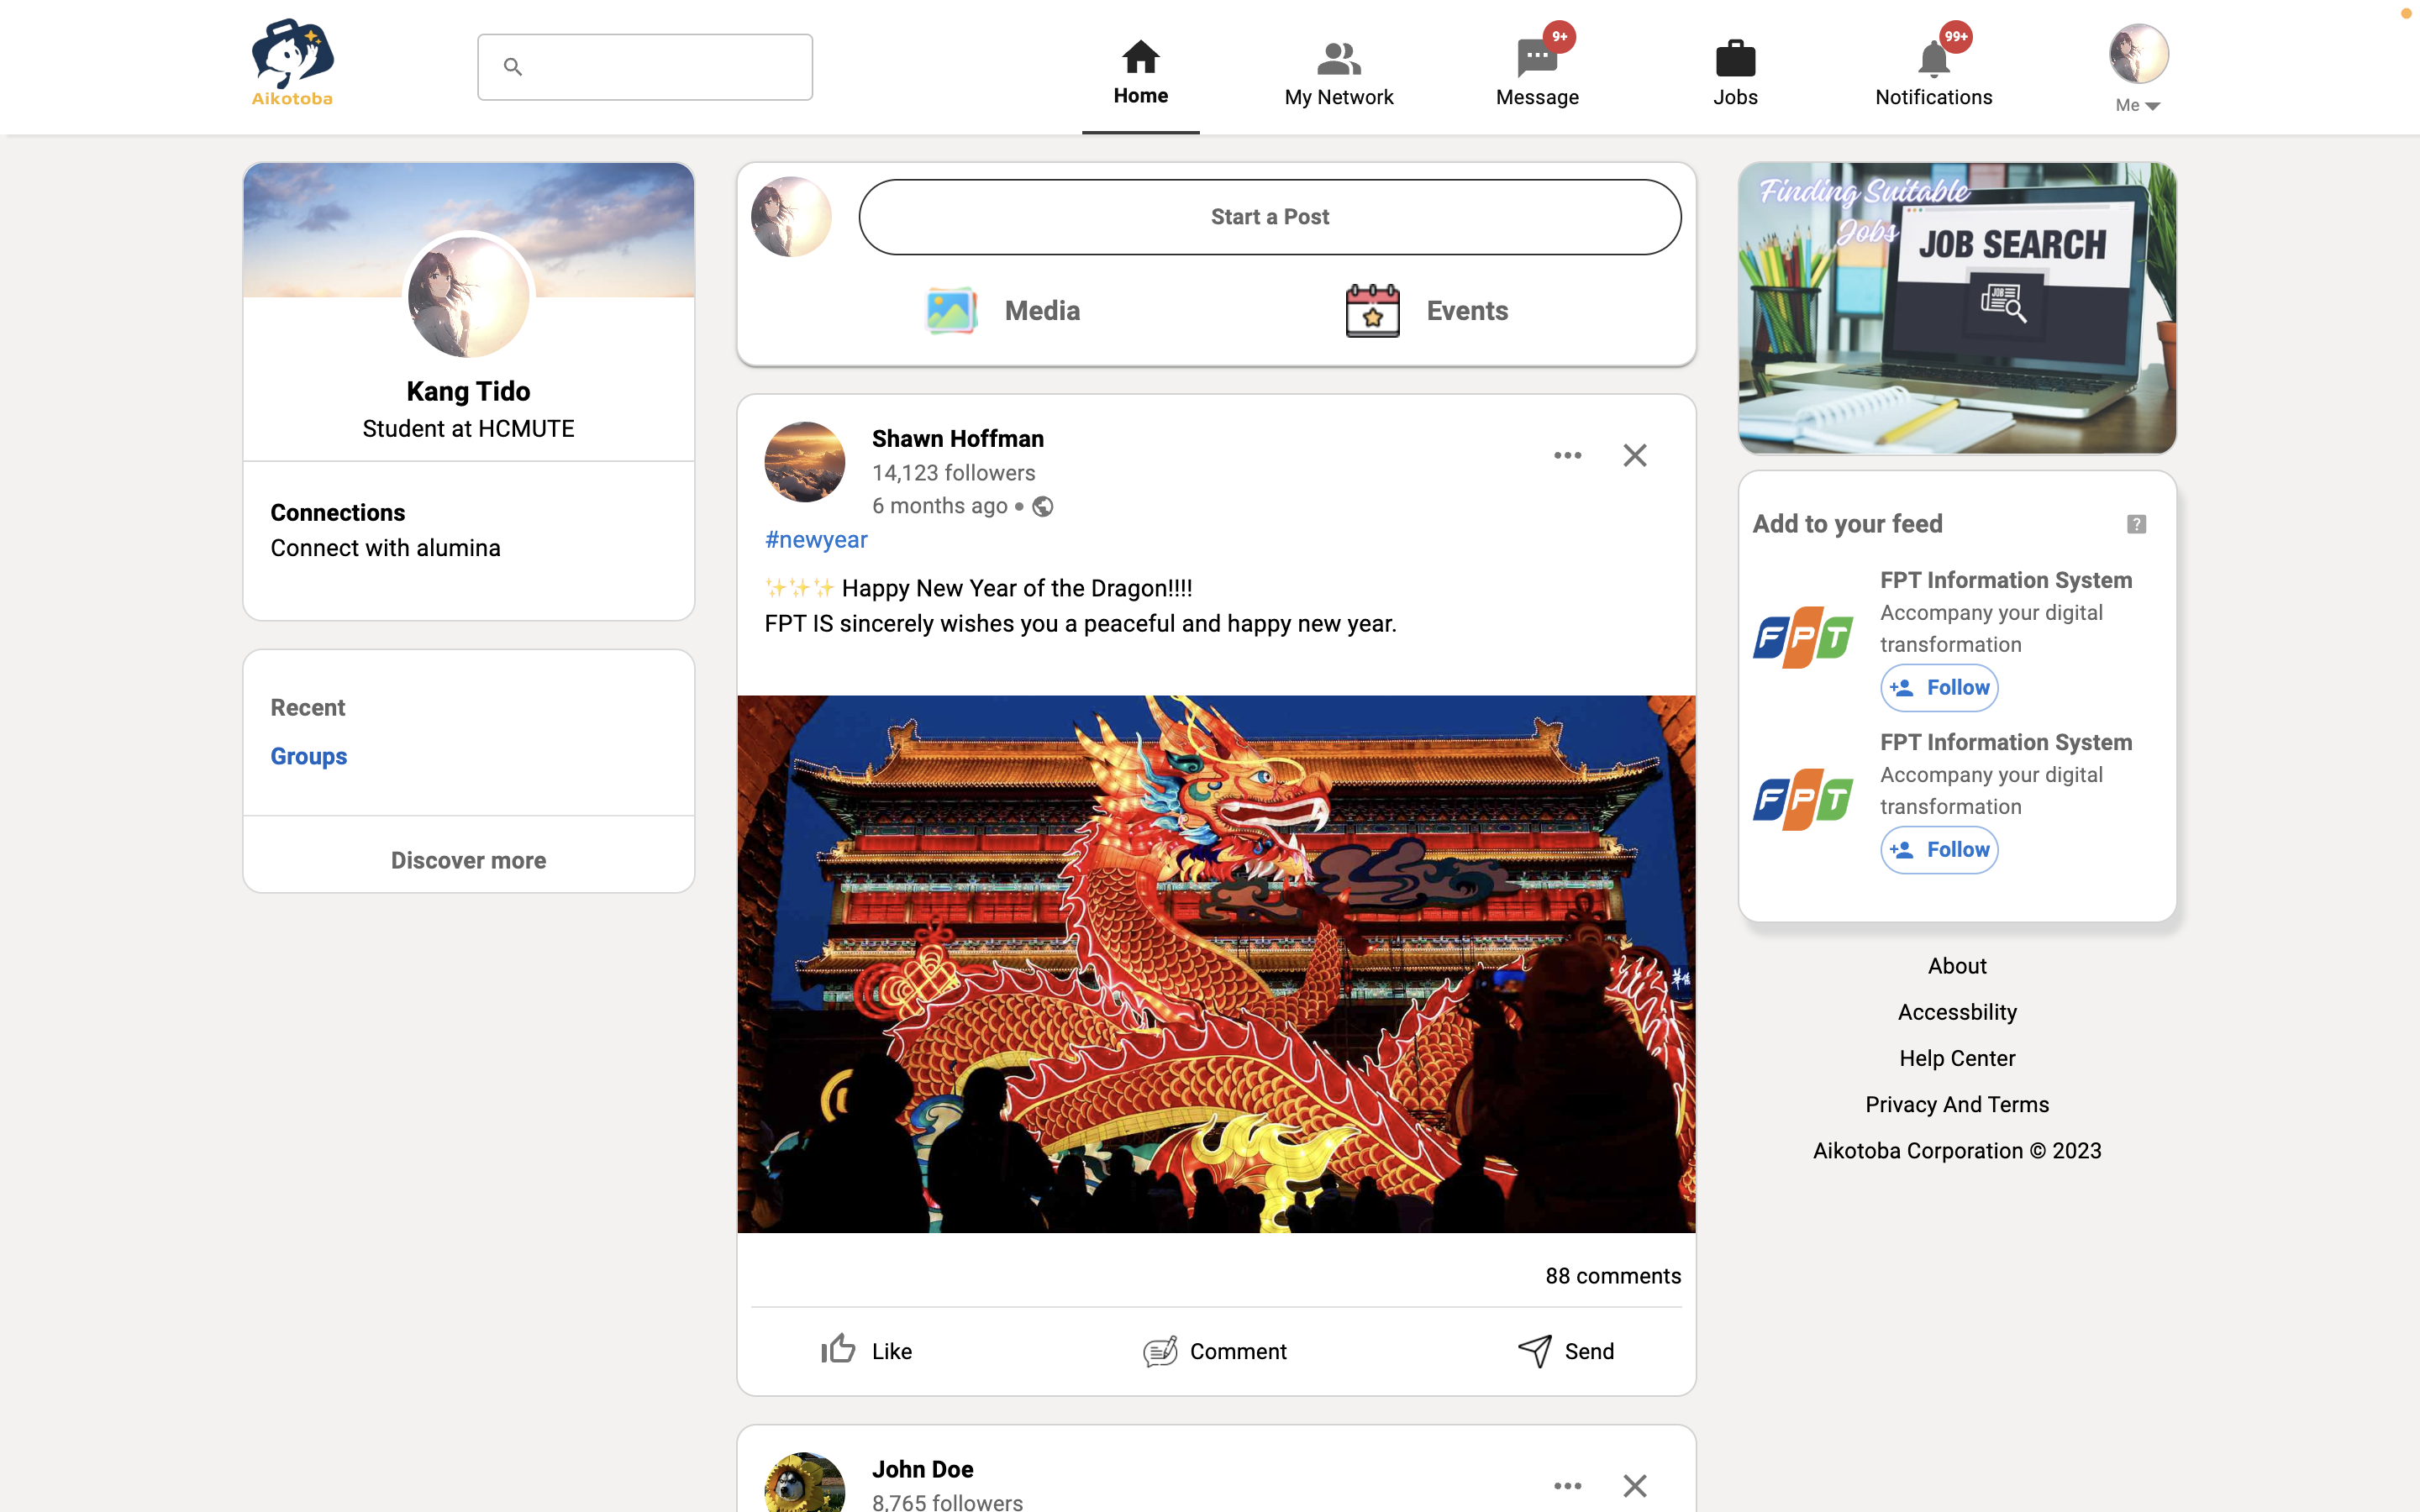 Aikotoba
Home
My Network
9+
Message
Jobs
99+
Notifications
Me
Kang Tido
Student at HCMUTE
Connections
Connect with alumina
Recent
Groups
Discover more
Start a Post
Media
Events
Shawn Hoffman
14,123 followers
6 months ago •
#newyear
✨✨✨ Happy New Year of the Dragon!!!!
FPT IS sincerely wishes you a peaceful and happy new year.
88 comments
Like
Comment
Send
John Doe
8,765 followers
Finding Suitable
Jobs
JOB SEARCH
JOB
Add to your feed
?
FPT
FPT Information System
Accompany your digital
transformation
Follow
FPT
FPT Information System
Accompany your digital
transformation
Follow
About
Accessbility
Help Center
Privacy And Terms
Aikotoba Corporation © 2023